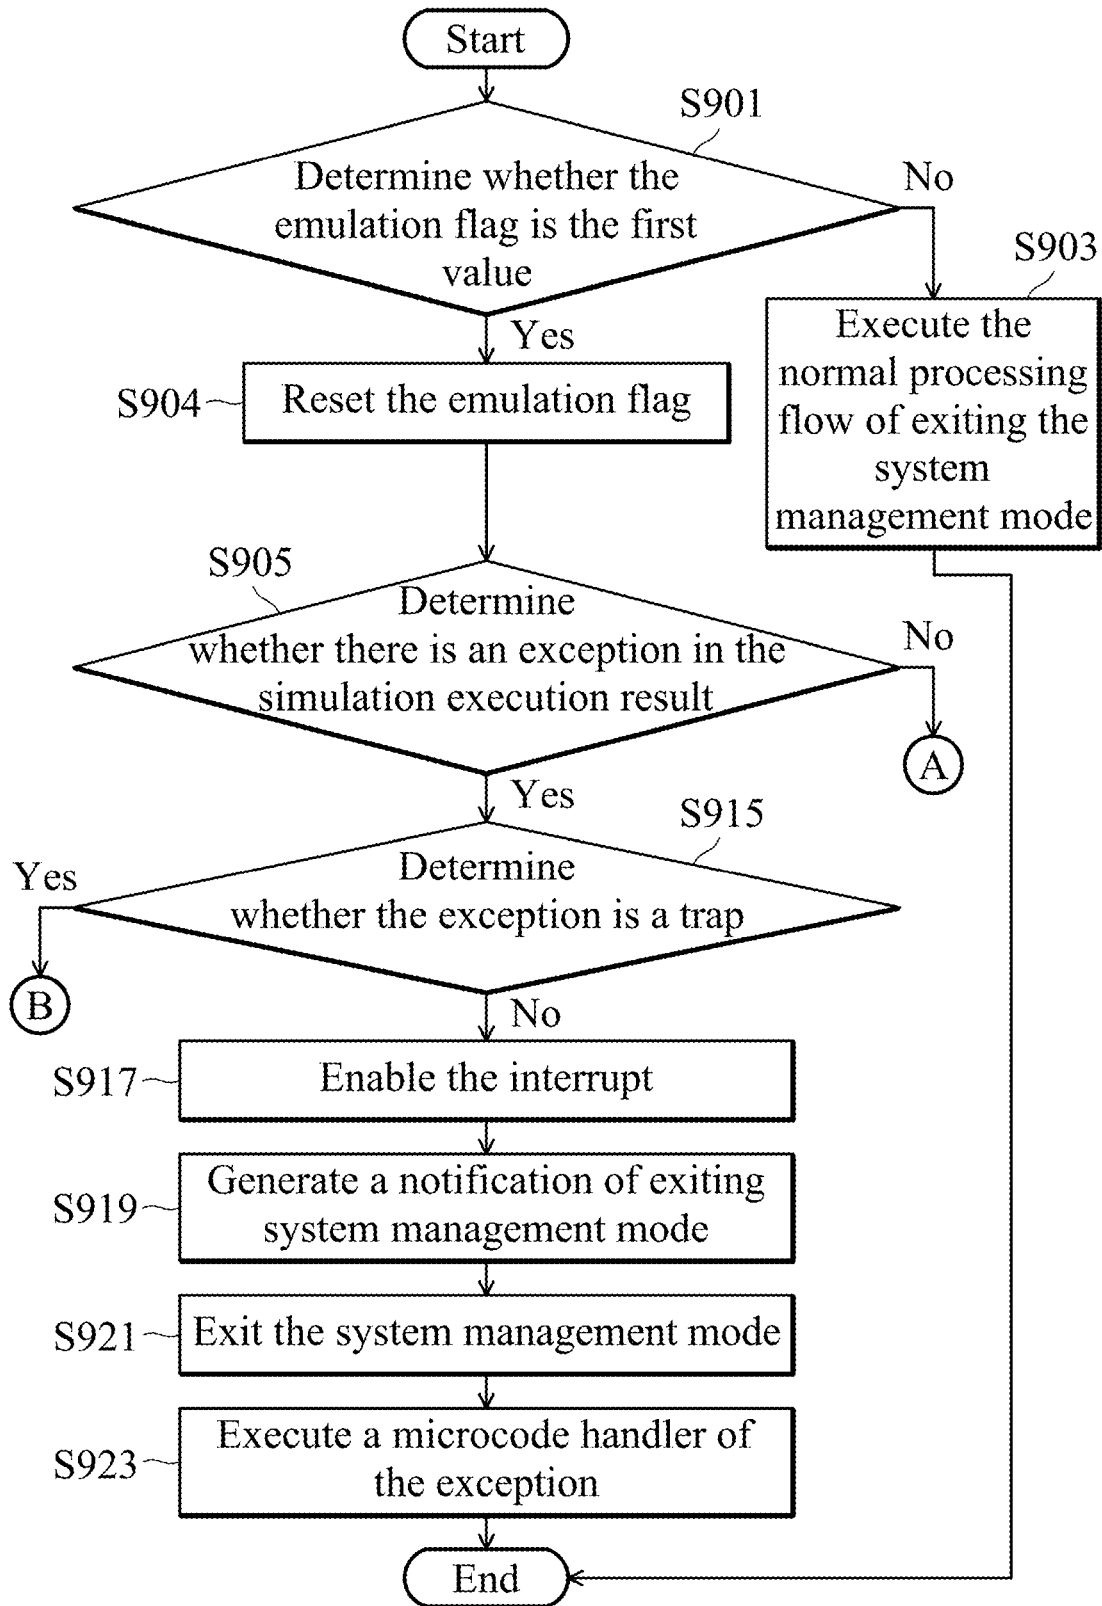 Start
S901
Determine whether the
emulation flag is the first
value
No
S903
Execute the
normal processing
flow of exiting the
system
management mode
Yes
S904
Reset the emulation flag
S905
Determine
whether there is an exception in the
simulation execution result
No
A
Yes
S915
Determine
whether the exception is a trap
Yes
B
No
S917
Enable the interrupt
S919
Generate a notification of exiting
system management mode
S921
Exit the system management mode
S923
Execute a microcode handler of
the exception
End